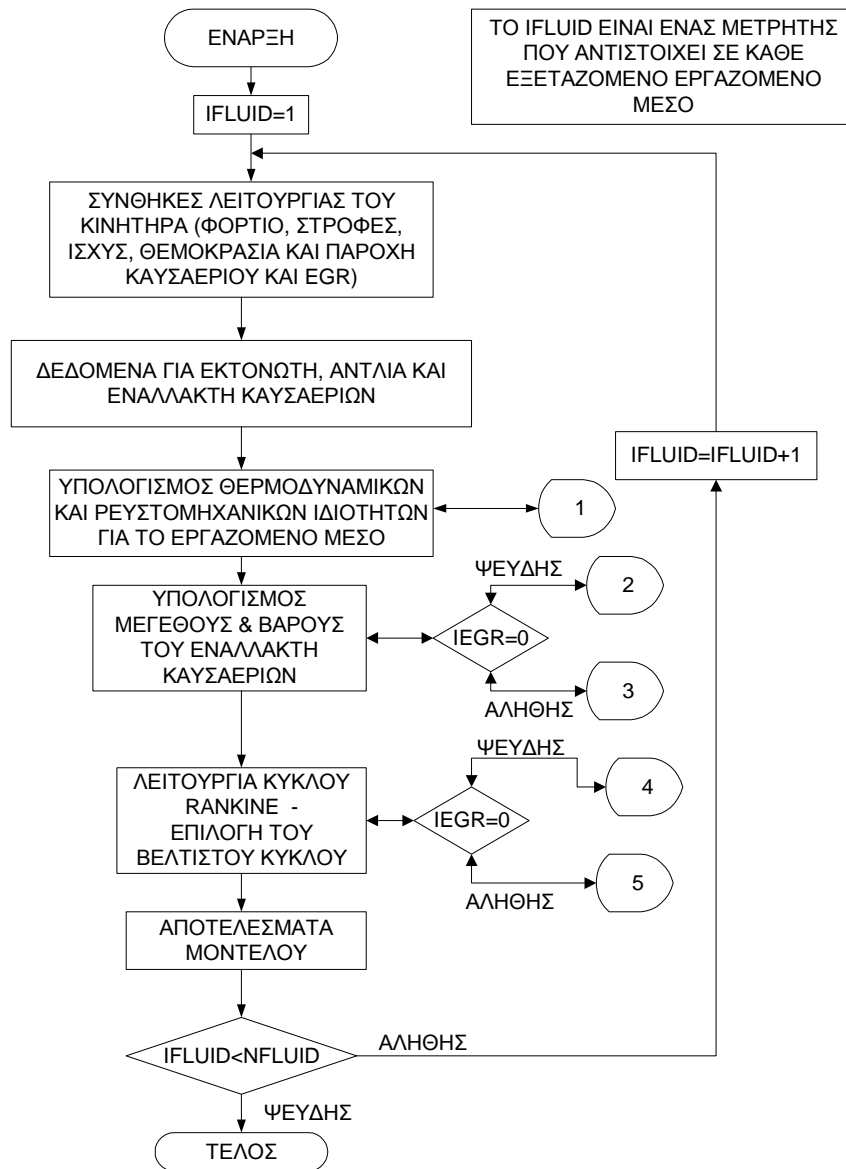 ΕΝΑΡΞΗ
ΤΟ IFLUID ΕΙΝΑΙ ΕΝΑΣ ΜΕΤΡΗΤΗΣ
ΠΟΥ ΑΝΤΙΣΤΟΙΧΕΙ ΣΕ ΚΑΘΕ
ΕΞΕΤΑΖΟΜΕΝΟ ΕΡΓΑΖΟΜΕΝΟ
ΜΕΣΟ
IFLUID=1
ΣΥΝΘΗΚΕΣ ΛΕΙΤΟΥΡΓΙΑΣ ΤΟΥ
ΚΙΝΗΤΗΡΑ (ΦΟΡΤΙΟ, ΣΤΡΟΦΕΣ,
ΙΣΧΥΣ, ΘΕΜΟΚΡΑΣΙΑ ΚΑΙ ΠΑΡΟΧΗ
ΚΑΥΣΑΕΡΙΟΥ ΚΑΙ EGR)
ΔΕΔΟΜΕΝΑ ΓΙΑ ΕΚΤΟΝΩΤΗ, ΑΝΤΛΙΑ ΚΑΙ
ΕΝΑΛΛΑΚΤΗ ΚΑΥΣΑΕΡΙΩΝ
IFLUID=IFLUID+1
ΥΠΟΛΟΓΙΣΜΟΣ ΘΕΡΜΟΔΥΝΑΜΙΚΩΝ
ΚΑΙ ΡΕΥΣΤΟΜΗΧΑΝΙΚΩΝ ΙΔΙΟΤΗΤΩΝ
ΓΙΑ ΤΟ ΕΡΓΑΖΟΜΕΝΟ ΜΕΣΟ
1
ΥΠΟΛΟΓΙΣΜΟΣ
ΜΕΓΕΘΟΥΣ & ΒΑΡΟΥΣ
ΤΟΥ ΕΝΑΛΛΑΚΤΗ
ΚΑΥΣΑΕΡΙΩΝ
IEGR=0
ΨΕΥΔΗΣ
2
ΑΛΗΘΗΣ
3
ΛΕΙΤΟΥΡΓΙΑ ΚΥΚΛΟΥ
RANKINE -
ΕΠΙΛΟΓΗ ΤΟΥ
ΒΕΛΤΙΣΤΟΥ ΚΥΚΛΟΥ
IEGR=0
ΨΕΥΔΗΣ
4
ΑΛΗΘΗΣ
5
ΑΠΟΤΕΛΕΣΜΑΤΑ
ΜΟΝΤΕΛΟΥ
IFLUID<NFLUID
ΑΛΗΘΗΣ
ΨΕΥΔΗΣ
ΤΕΛΟΣ